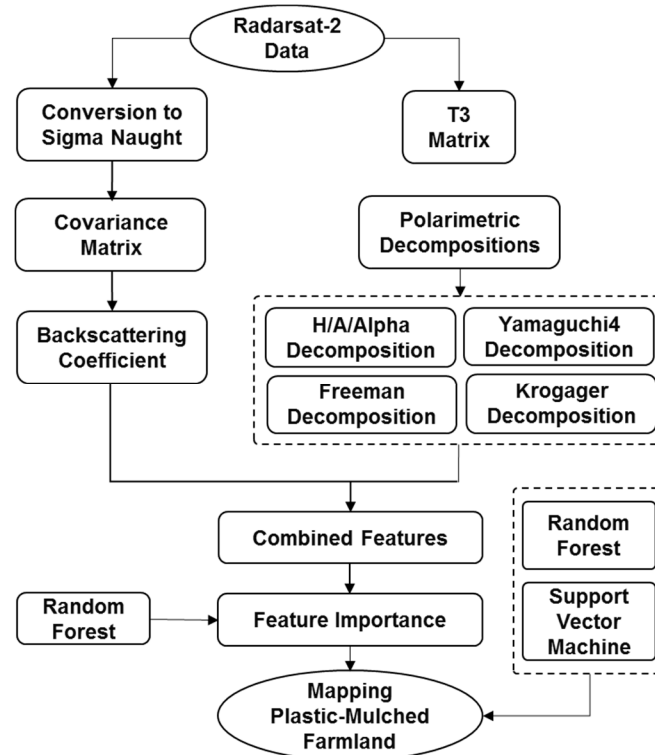 Radarsat-2
Data
Conversion to
Sigma Naught
T3
Matrix
Covariance
Matrix
Polarimetric
Decompositions
Backscattering
Coefficient
H/A/Alpha
Decomposition
Yamaguchi4
Decomposition
Freeman
Decomposition
Krogager
Decomposition
Combined Features
Random
Forest
Random
Forest
Feature Importance
Support
Vector
Machine
Mapping
Plastic-Mulched
Farmland